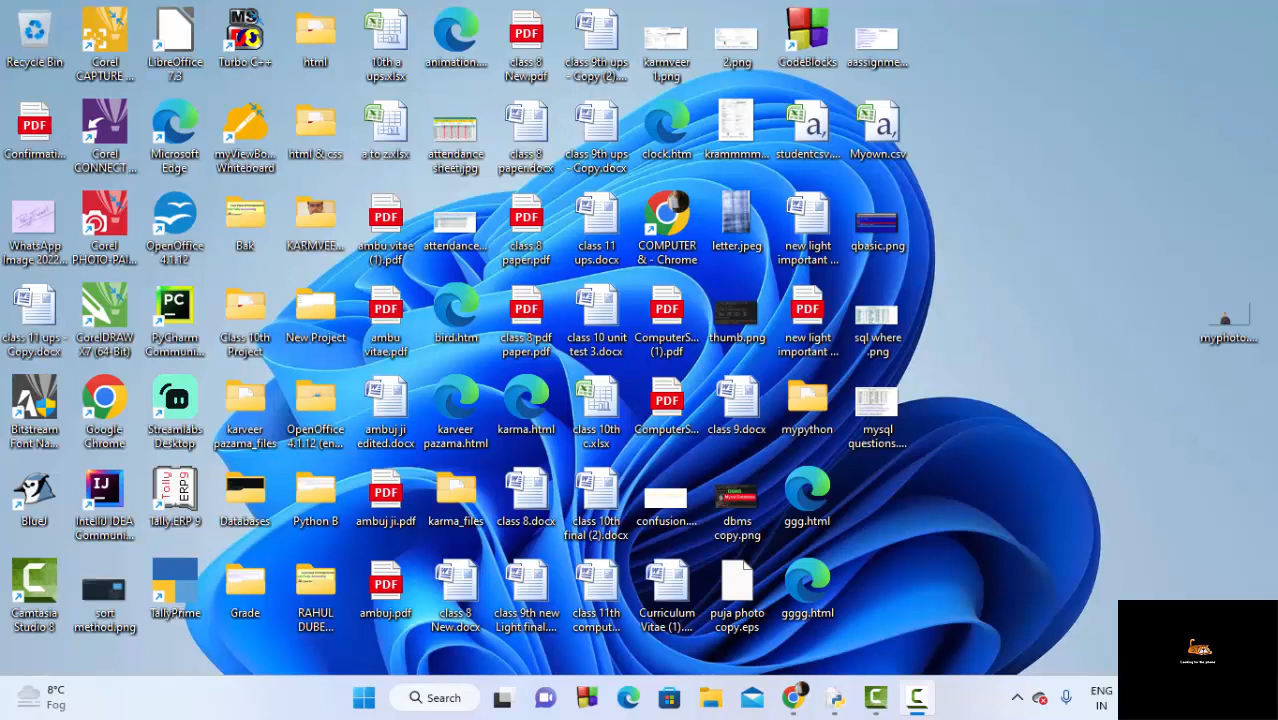 Recycle Bin
Corel
CAPTURE ...
LibreOffice
7.3
Turbo C++
html
10th a
ups.xlsx
animation....
class 8
New.pdf
class 9th ups
- Copy (2)....
karmveer
1.png
2.png
CodeBlocks
aassignme...
Confirmati...
Corel
CONNECT ...
Microsoft
Edge
myViewBo...
Whiteboard
html & css
a to z.xlsx
attendance
sheet.jpg
class 8
paper.docx
class 9th ups
- Copy.docx
clock.htm
krammmm...
studentcsv....
Myown.csv
WhatsApp
Image 2022...
Corel
PHOTO-PAI...
OpenOffice
4.1.12
Bak
KARMVEE...
ambu vitae
(1).pdf
attendance...
class 8
paper.pdf
class 11
ups.docx
COMPUTER
& - Chrome
letter.jpeg
new light
important ...
qbasic.png
class 11 ups -
Copy.docx
CorelDRAW
X7 (64-Bit)
PyCharm
Communi...
Class 10th
Project
New Project
ambu
vitae.pdf
bird.htm
class 8 pdf
paper.pdf
class 10 unit
test 3.docx
ComputerS...
(1).pdf
thumb.png
new light
important ...
sql where
.png
myphoto....
Bitstream
Font Na...
Google
Chrome
Streamlabs
Desktop
karveer
pazama_files
OpenOffice
4.1.12 (en...
ambuj ji
edited.docx
karveer
pazama.html
karma.html
class 10th
c.xlsx
ComputerS...
class 9.docx
mypython
mysql
questions....
BlueJ
IntelliJ IDEA
Communi...
Tally.ERP 9
Databases
Python B
ambuj ji.pdf
karma_files
class 8.docx
class 10th
final (2).docx
confusion....
dbms
copy.png
ggg.html
Camtasia
Studio 8
sort
method.png
TallyPrime
Grade
RAHUL
DUBE...
ambuj.pdf
class 8
New.docx
class 9th new
Light final....
class 11th
comput...
Curriculum
Vitae (1)....
puja photo
copy.eps
gggg.html
Looking for the phone
8°C
Fog
Search
ENG
IN